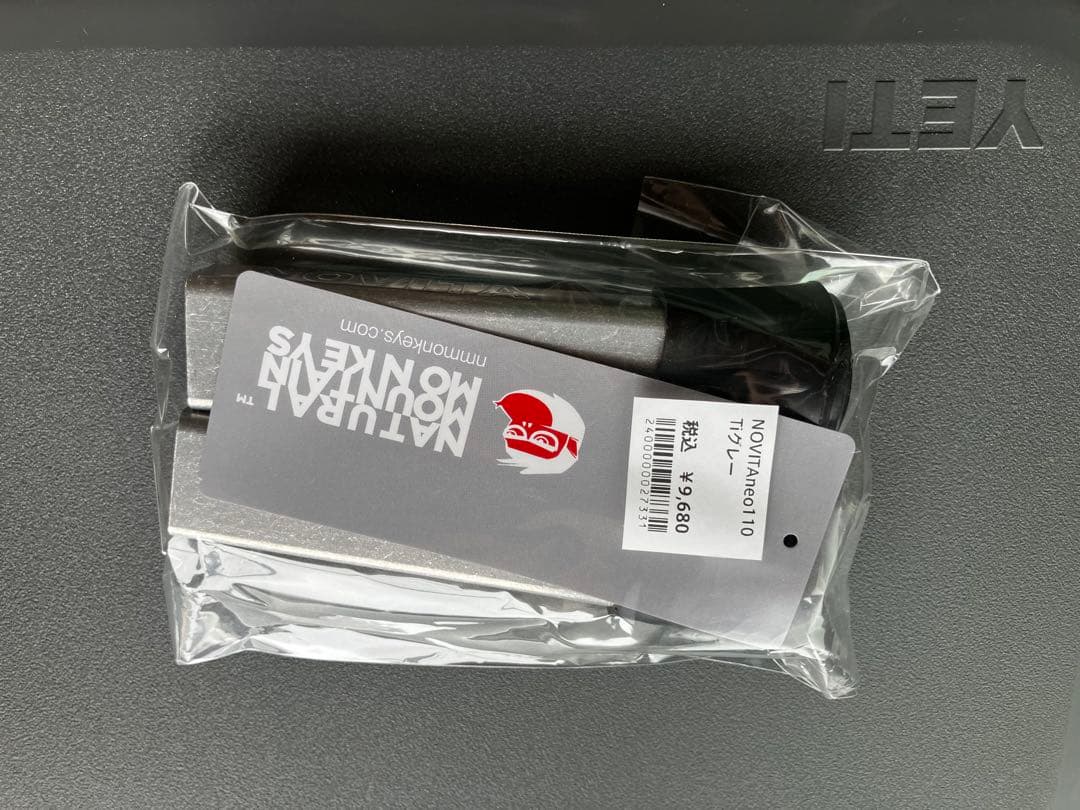 YETI
NATURAL
MOUNTAIN
MONKEYS
™
nmmonkeys.com
NOVITAneo110
Tiグレー
税込 ¥9,680
2400000027331